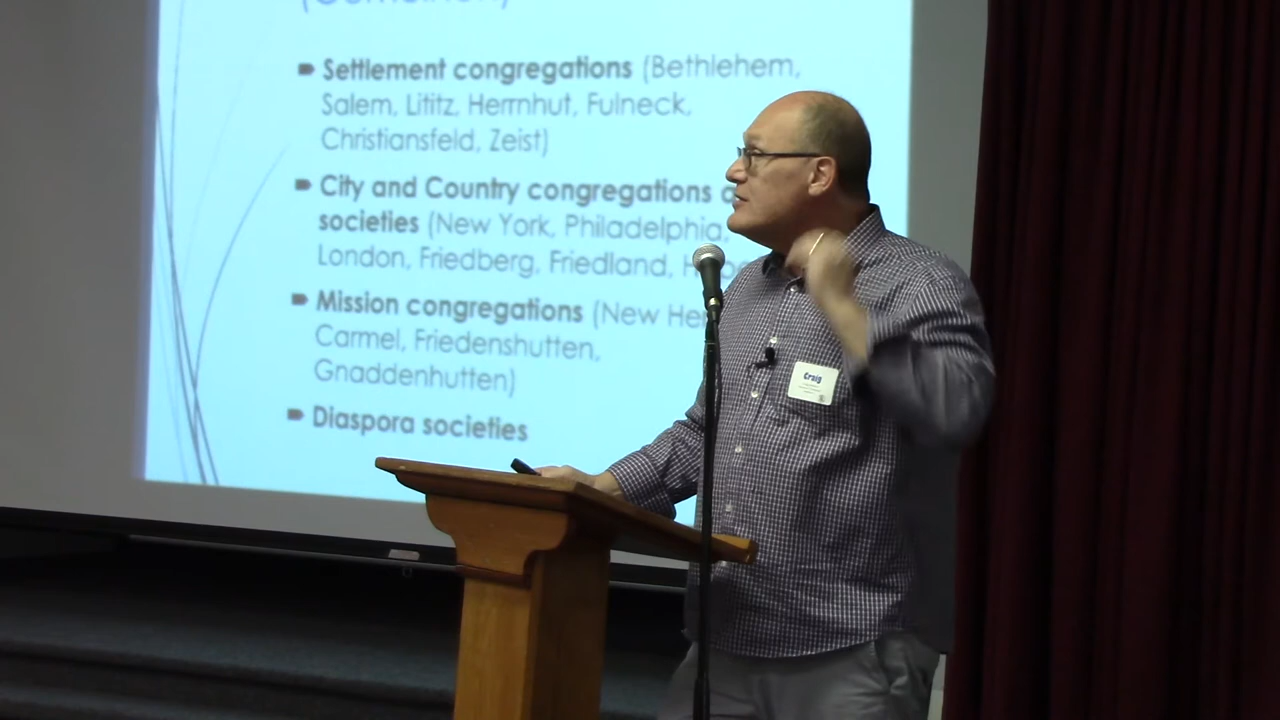 (Gemeinen)
Settlement congregations (Bethlehem,
Salem, Lititz, Herrnhut, Fulneck,
Christiansfeld, Zeist)
City and Country congregations
societies (New York, Philadelphia,
London, Friedberg, Friedland,
Mission congregations (New
Carmel, Friedenshutten,
Gnaddenhutten)
Diaspora societies
Craig